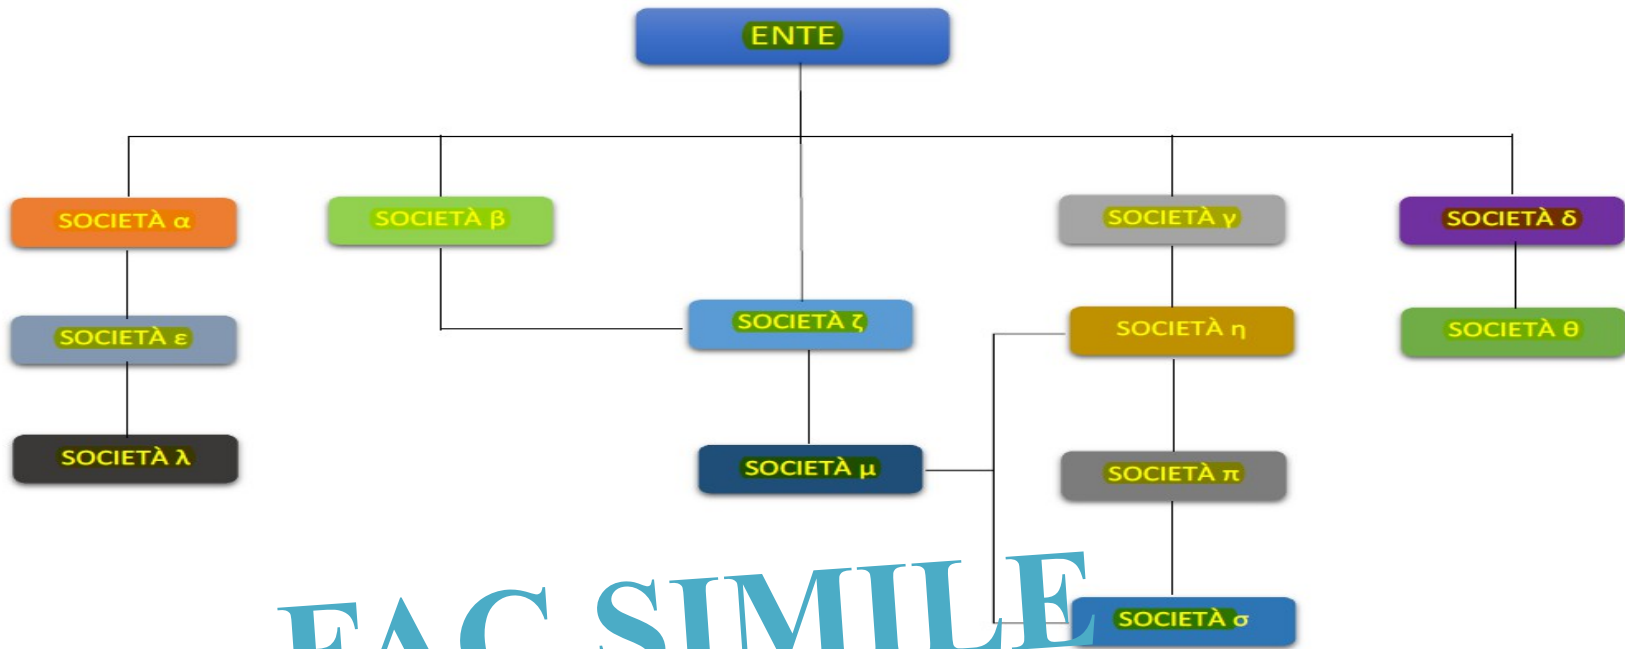 ENTE
SOCIETÀ α
SOCIETÀ β
SOCIETÀ γ
SOCIETÀ δ
SOCIETÀ ε
SOCIETÀ ζ
SOCIETÀ η
SOCIETÀ θ
SOCIETÀ λ
SOCIETÀ μ
SOCIETÀ π
SOCIETÀ σ
FAC SIMILE